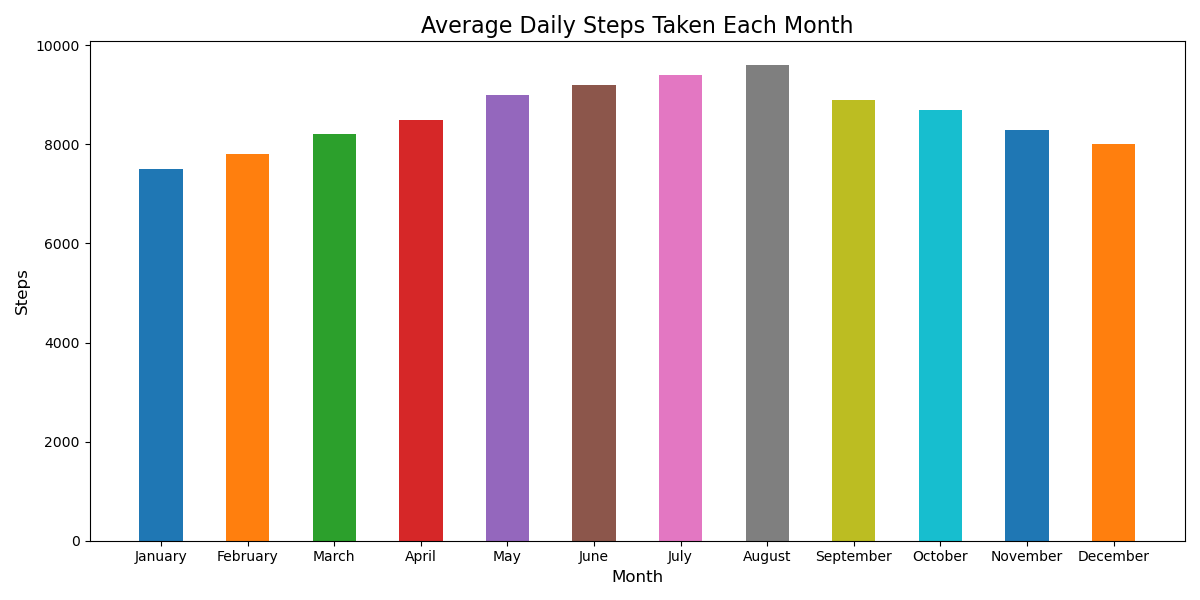 Average Daily Steps Taken Each Month
10000
8000
6000
4000
2000
0
Steps
January February March April May June July August September October November December
Month